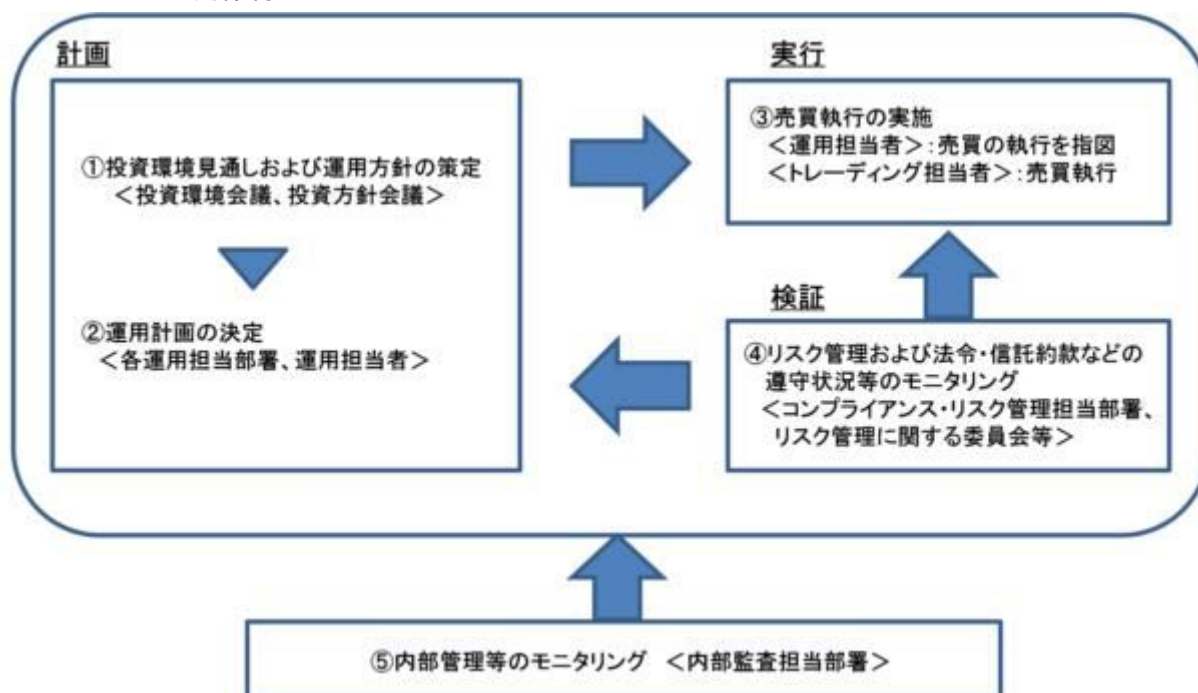 計画
①投資環境見通しおよび運用方針の策定
<投資環境会議、投資方針会議>
②運用計画の決定
<各運用担当部署、運用担当者>
実行
③売買執行の実施
<運用担当者>:売買の執行を指図
<トレーディング担当者>:売買執行
検証
④リスク管理および法令・信託約款などの
遵守状況等のモニタリング
<コンプライアンス・リスク管理担当部署、
リスク管理に関する委員会等>
⑤内部管理等のモニタリング <内部監査担当部署>